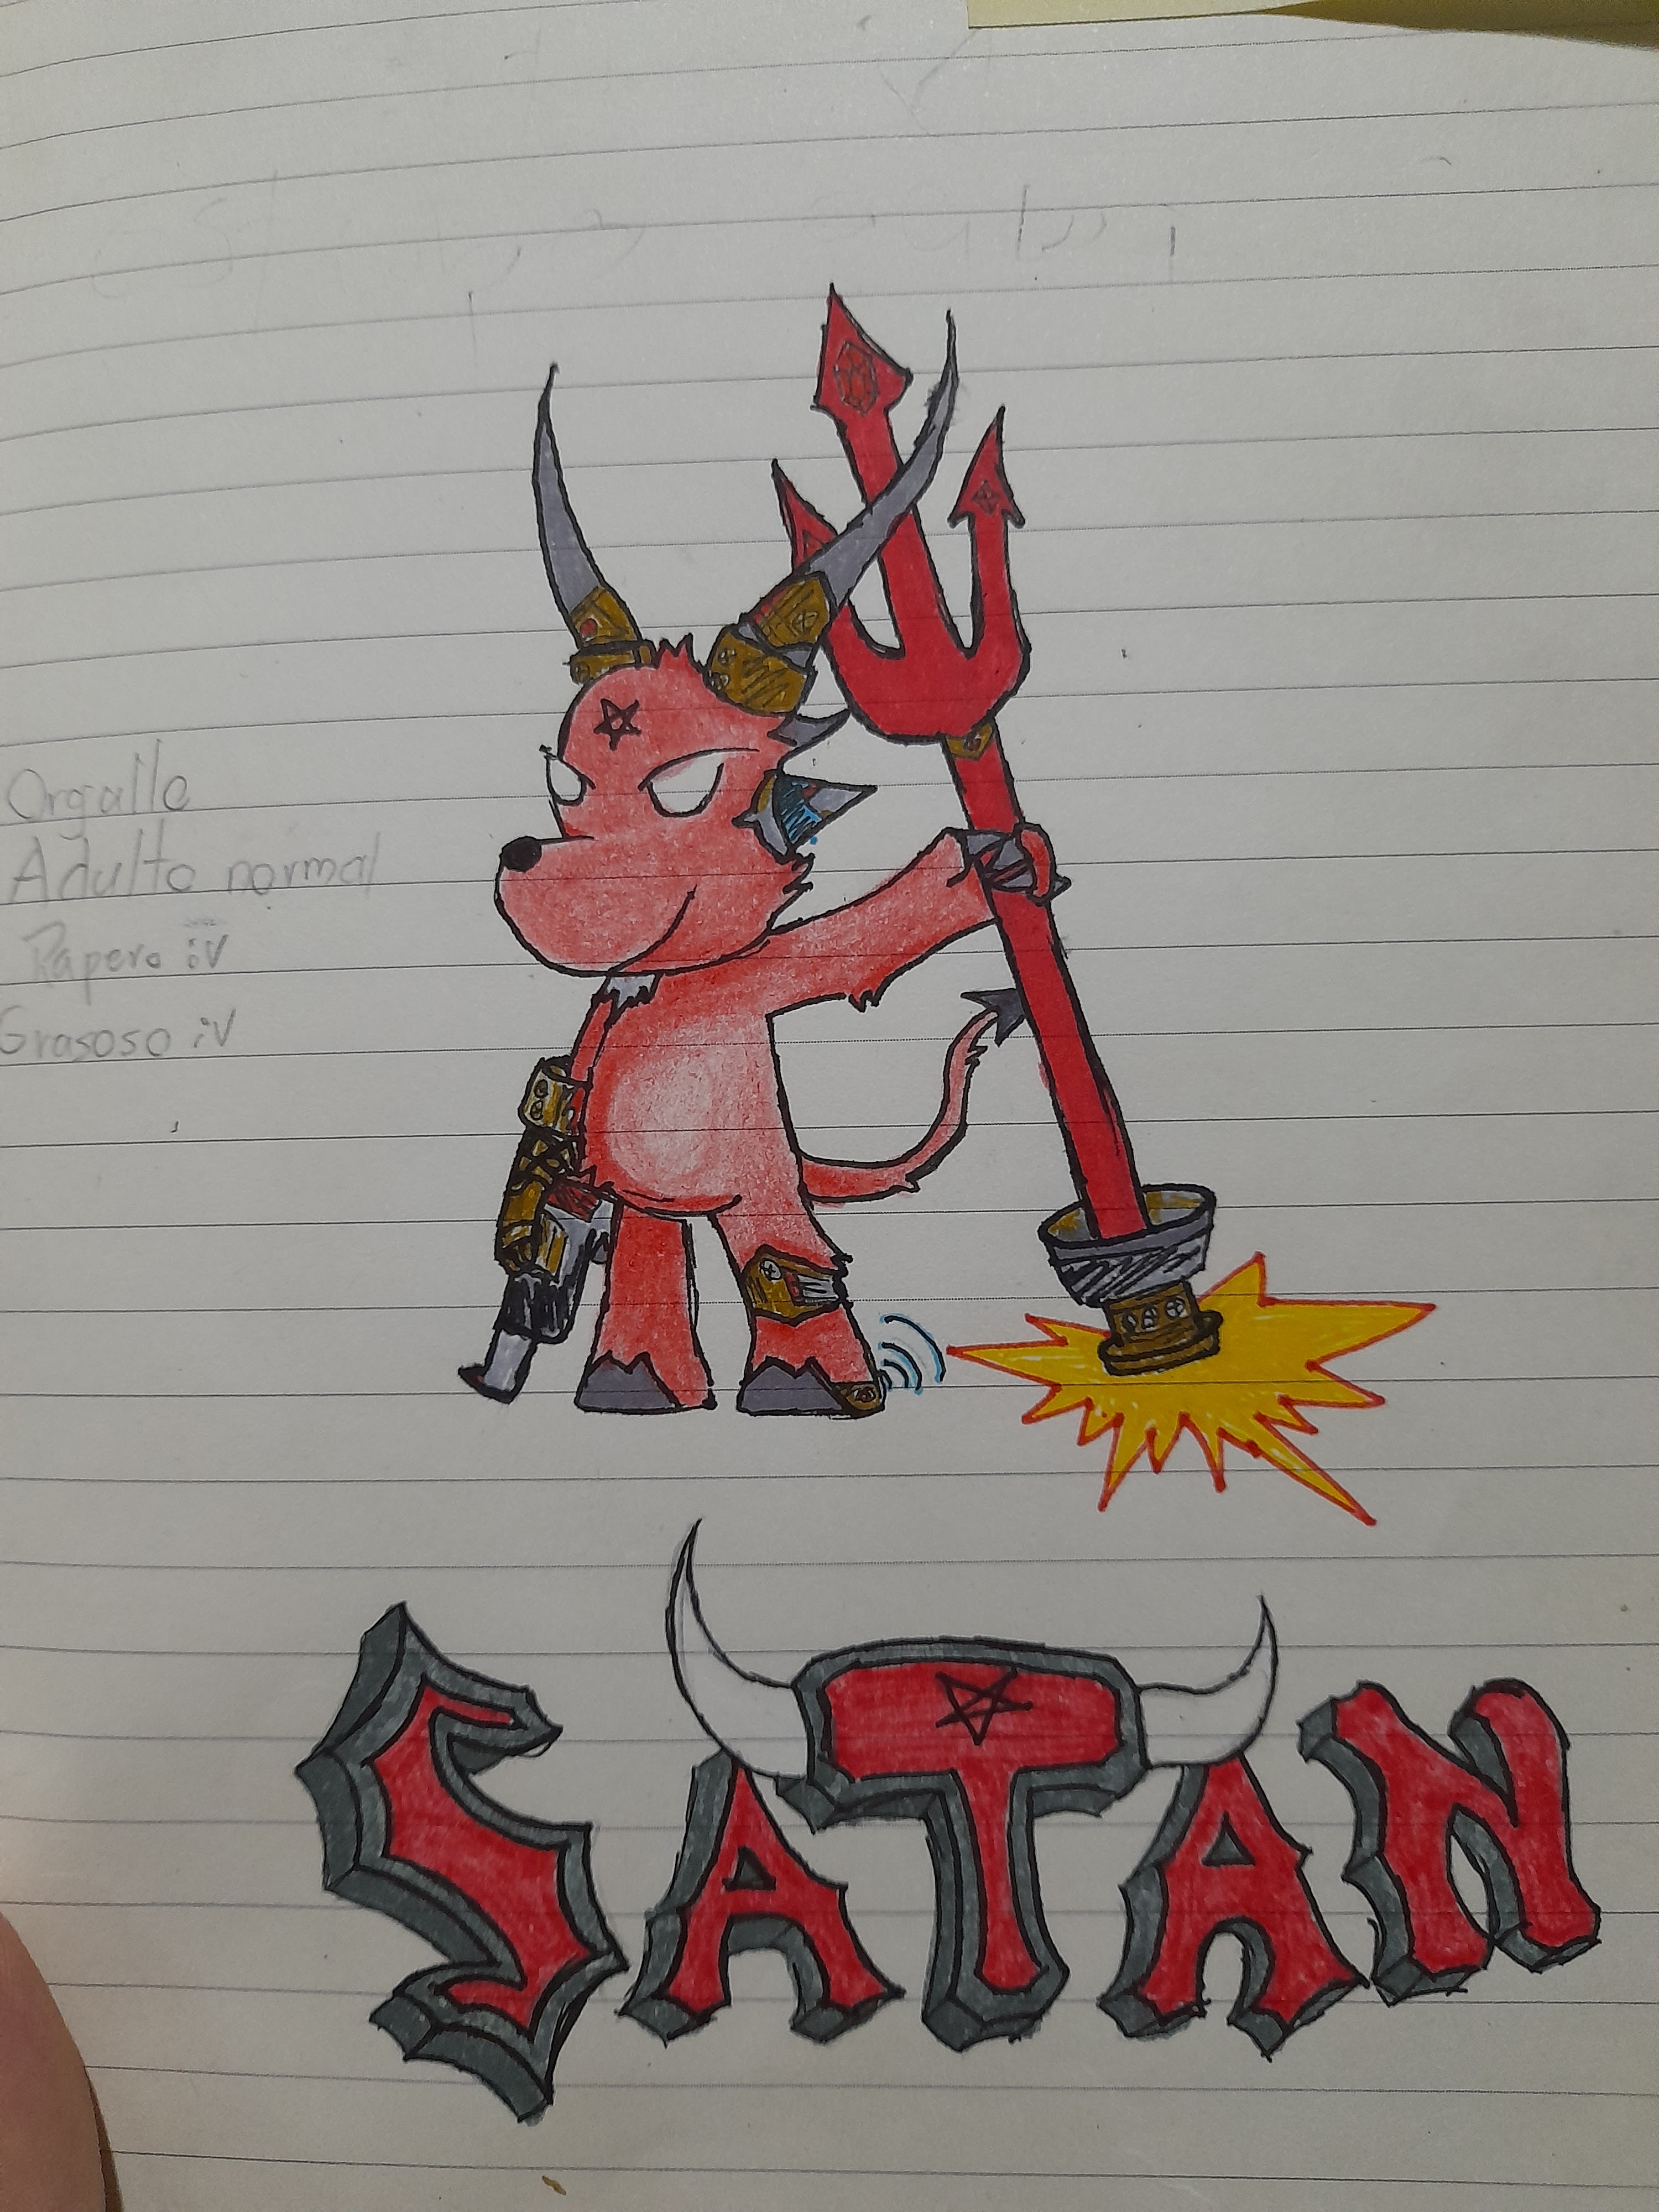 Orgullo
Adulto normal
Rapero :v
Grasoso :v
SATAN